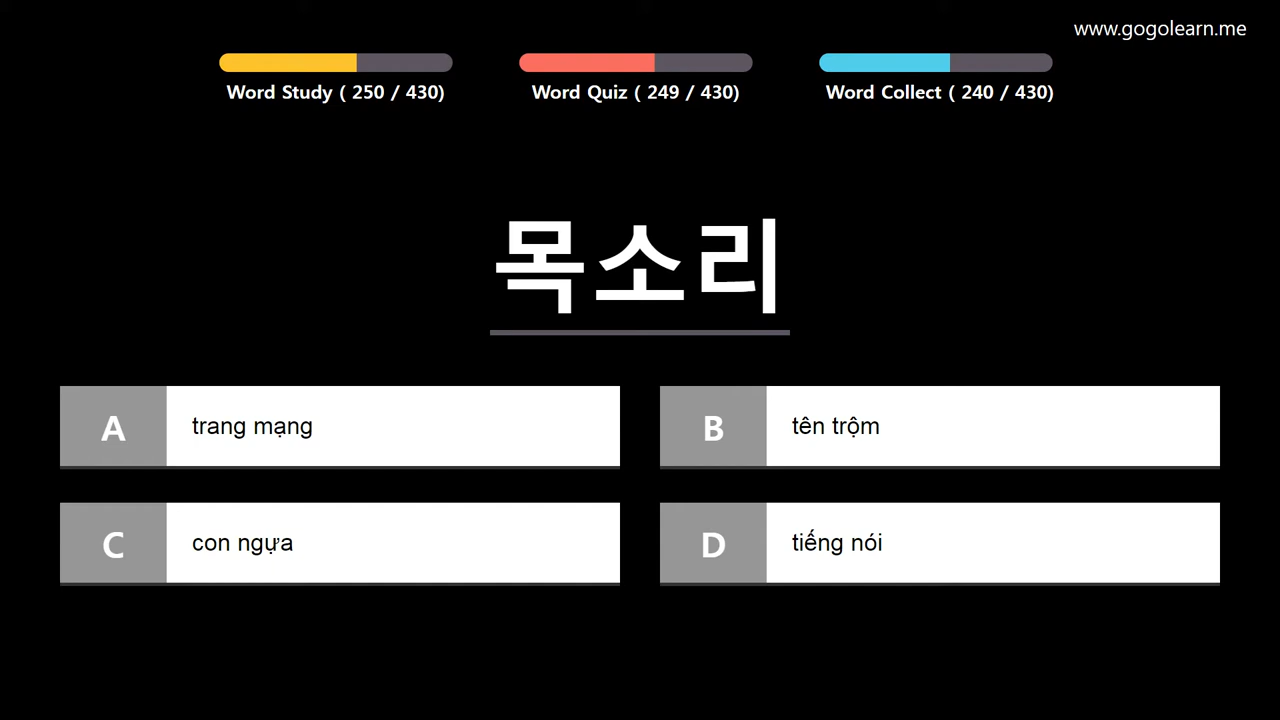 www.gogolearn.me
Word Study ( 250 / 430)
Word Quiz ( 249 / 430)
Word Collect ( 240 / 430)
목소리
A trang mạng
B tên trộm
C con ngựa
D tiếng nói